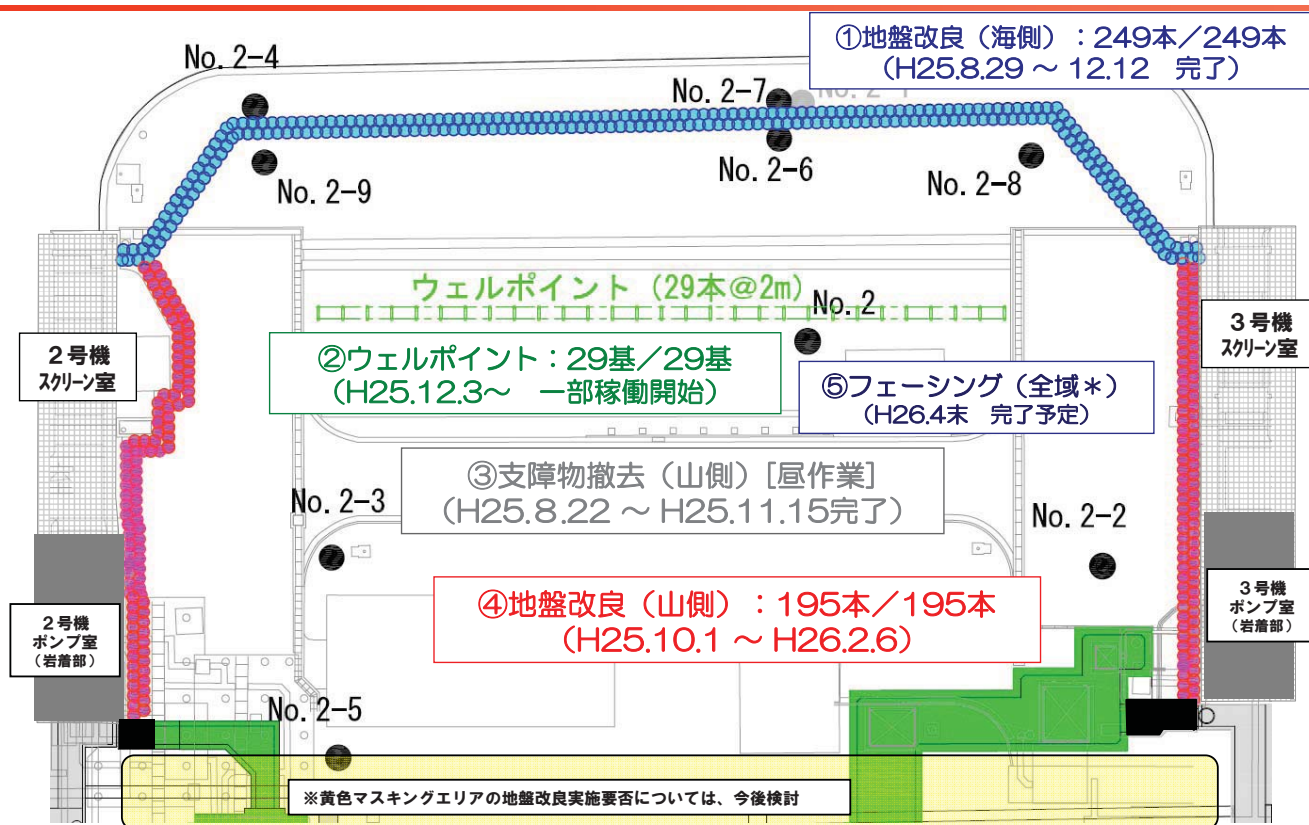 ①地盤改良（海側）：249本／249本
（H25.8.29 ～ 12.12　完了）
No. 2-4
No. 2-7
No. 2-6
No. 2-8
No. 2-9
ウェルポイント（29本@2m）
No. 2
2号機
スクリーン室
3号機
スクリーン室
②ウェルポイント：29基／29基
（H25.12.3～　一部稼働開始）
⑤フェーシング（全域＊）
（H26.4末　完了予定）
③支障物撤去（山側）[昼作業]
（H25.8.22 ～ H25.11.15完了）
No. 2-3
No. 2-2
④地盤改良（山側）：195本／195本
（H25.10.1 ～ H26.2.6）
2号機
ポンプ室
（岩着部）
3号機
ポンプ室
（岩着部）
No. 2-5
※黄色マスキングエリアの地盤改良実施要否については、今後検討